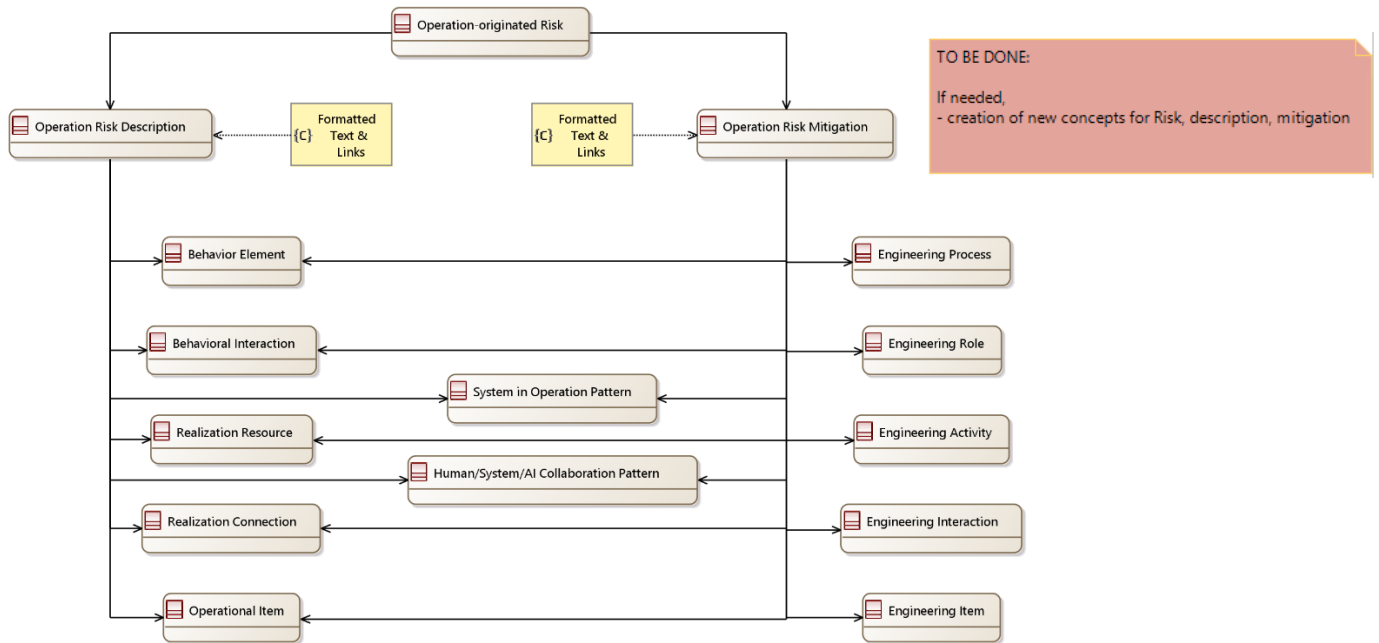 Operation-originated Risk
TO BE DONE:
If needed,
- creation of new concepts for Risk, description, mitigation
Operation Risk Description
{C}
Formatted
Text &
Links
{C}
Formatted
Text &
Links
Operation Risk Mitigation
Behavior Element
Engineering Process
Behavioral Interaction
Engineering Role
System in Operation Pattern
Realization Resource
Engineering Activity
Human/System/AI Collaboration Pattern
Realization Connection
Engineering Interaction
Operational Item
Engineering Item